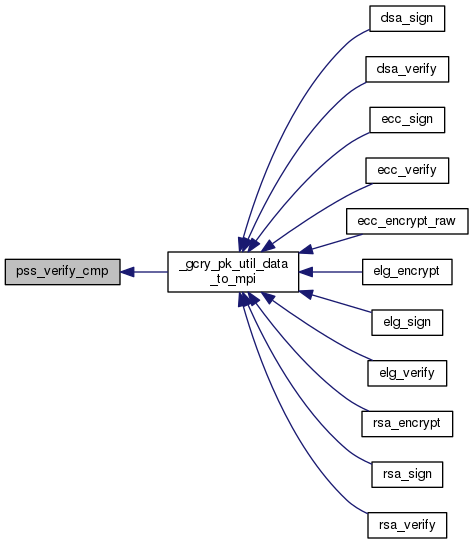 dsa_sign
dsa_verify
ecc_sign
ecc_verify
ecc_encrypt_raw
pss_verify_cmp
_gcry_pk_util_data
_to_mpi
elg_encrypt
elg_sign
elg_verify
rsa_encrypt
rsa_sign
rsa_verify